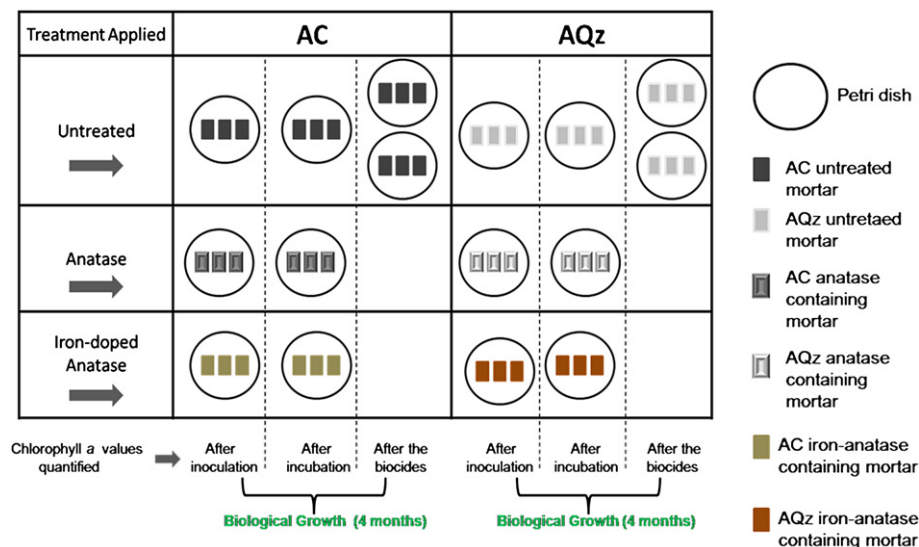 Treatment Applied
AC
AQz
Untreated
Anatase
Iron-doped
Anatase
Chlorophyll a values
quantified
After
inoculation
After
incubation
After the
biocides
After
inoculation
After
incubation
After the
biocides
Biological Growth (4 months)
Biological Growth (4 months)
Petri dish
AC untreated
mortar
AQz untretaed
mortar
AC anatase
containing
mortar
AQz anatase
containing
mortar
AC iron-anatase
containing mortar
AQz iron-anatase
containing mortar